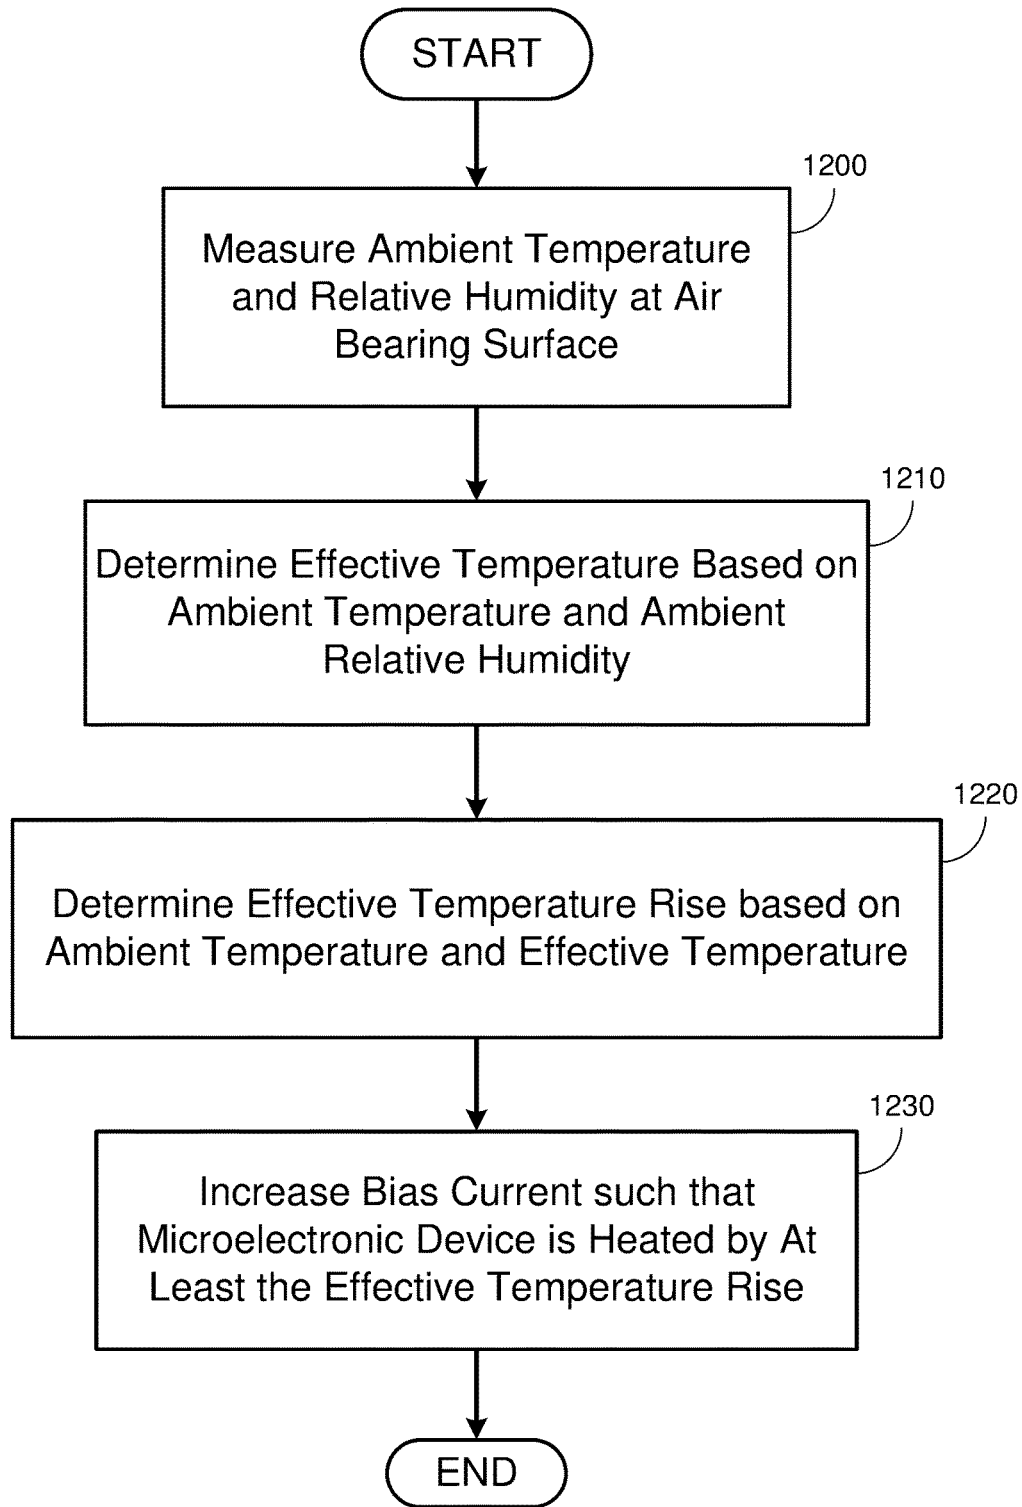 START
1200
Measure Ambient Temperature
and Relative Humidity at Air
Bearing Surface
1210
Determine Effective Temperature Based on
Ambient Temperature and Ambient
Relative Humidity
1220
Determine Effective Temperature Rise based on
Ambient Temperature and Effective Temperature
1230
Increase Bias Current such that
Microelectronic Device is Heated by At
Least the Effective Temperature Rise
END